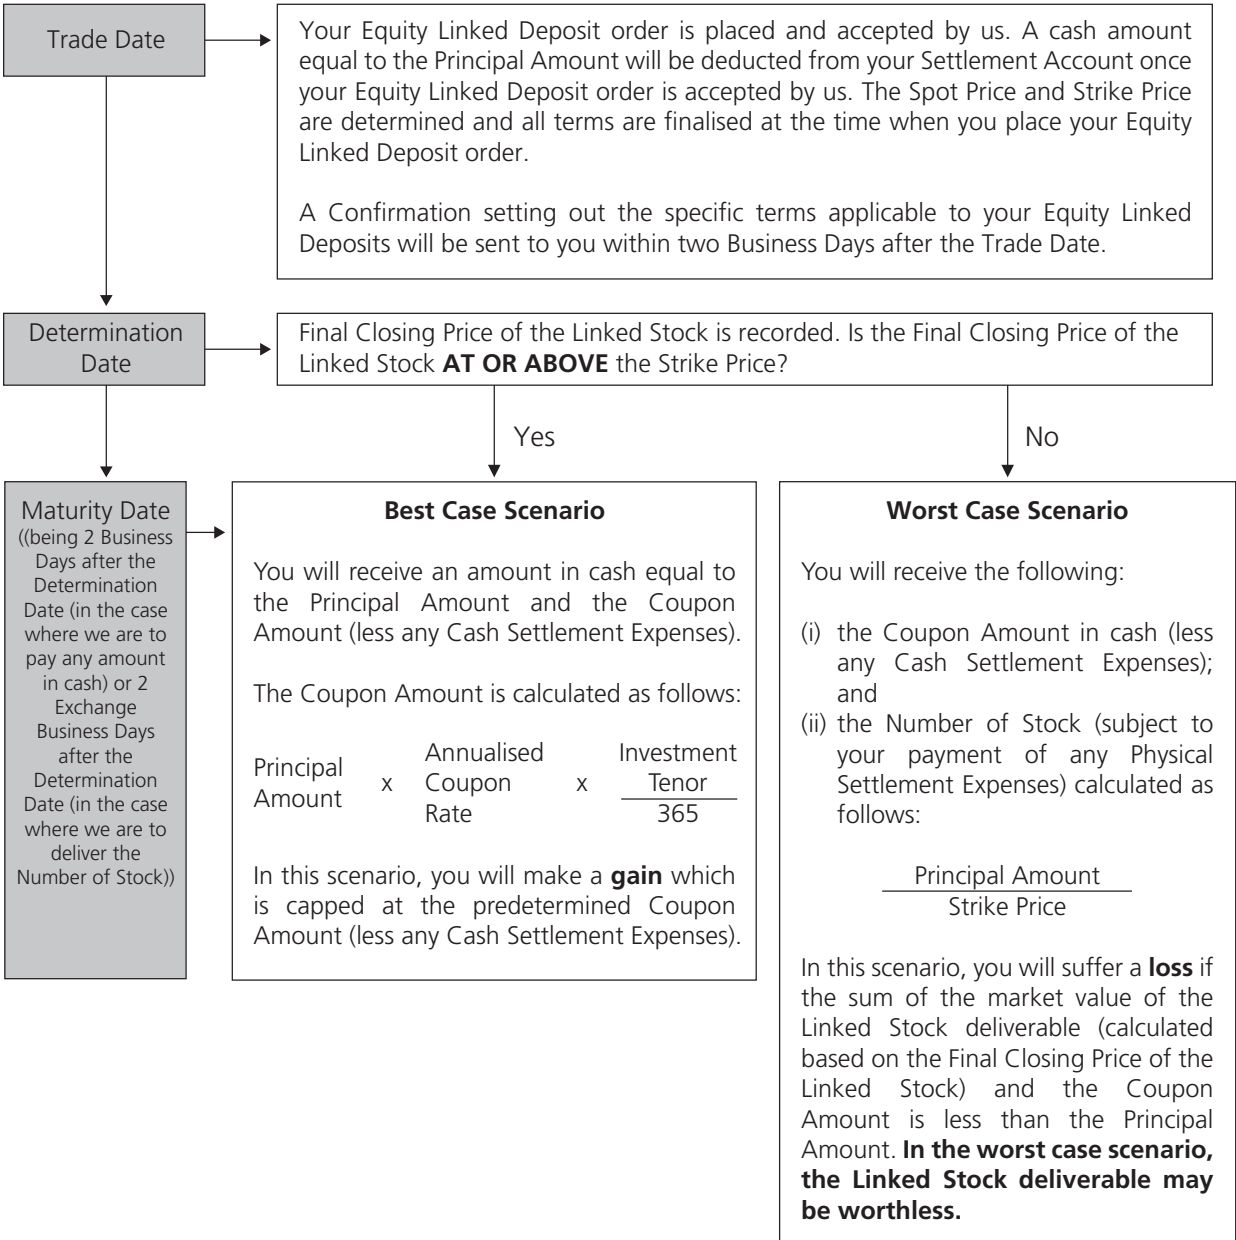 Trade Date
Your Equity Linked Deposit order is placed and accepted by us. A cash amount
equal to the Principal Amount will be deducted from your Settlement Account once
your Equity Linked Deposit order is accepted by us. The Spot Price and Strike Price
are determined and all terms are finalised at the time when you place your Equity
Linked Deposit order.
A Confirmation setting out the specific terms applicable to your Equity Linked
Deposits will be sent to you within two Business Days after the Trade Date.
Determination
Date
Final Closing Price of the Linked Stock is recorded. Is the Final Closing Price of the
Linked Stock AT OR ABOVE the Strike Price?
Yes
No
Maturity Date
((being 2 Business
Days after the
Determination
Date (in the case
where we are to
pay any amount
in cash) or 2
Exchange
Business Days
after the
Determination
Date (in the case
where we are to
deliver the
Number of Stock))
Best Case Scenario
You will receive an amount in cash equal to
the Principal Amount and the Coupon
Amount (less any Cash Settlement Expenses).
The Coupon Amount is calculated as follows:
Principal
Amount
x
Annualised
Coupon
Rate
x
Investment
Tenor
365
In this scenario, you will make a gain which
is capped at the predetermined Coupon
Amount (less any Cash Settlement Expenses).
Worst Case Scenario
You will receive the following:
(i) the Coupon Amount in cash (less
any Cash Settlement Expenses);
and
(ii) the Number of Stock (subject to
your payment of any Physical
Settlement Expenses) calculated as
follows:
Principal Amount
Strike Price
In this scenario, you will suffer a loss if
the sum of the market value of the
Linked Stock deliverable (calculated
based on the Final Closing Price of the
Linked Stock) and the Coupon
Amount is less than the Principal
Amount. In the worst case scenario,
the Linked Stock deliverable may
be worthless.